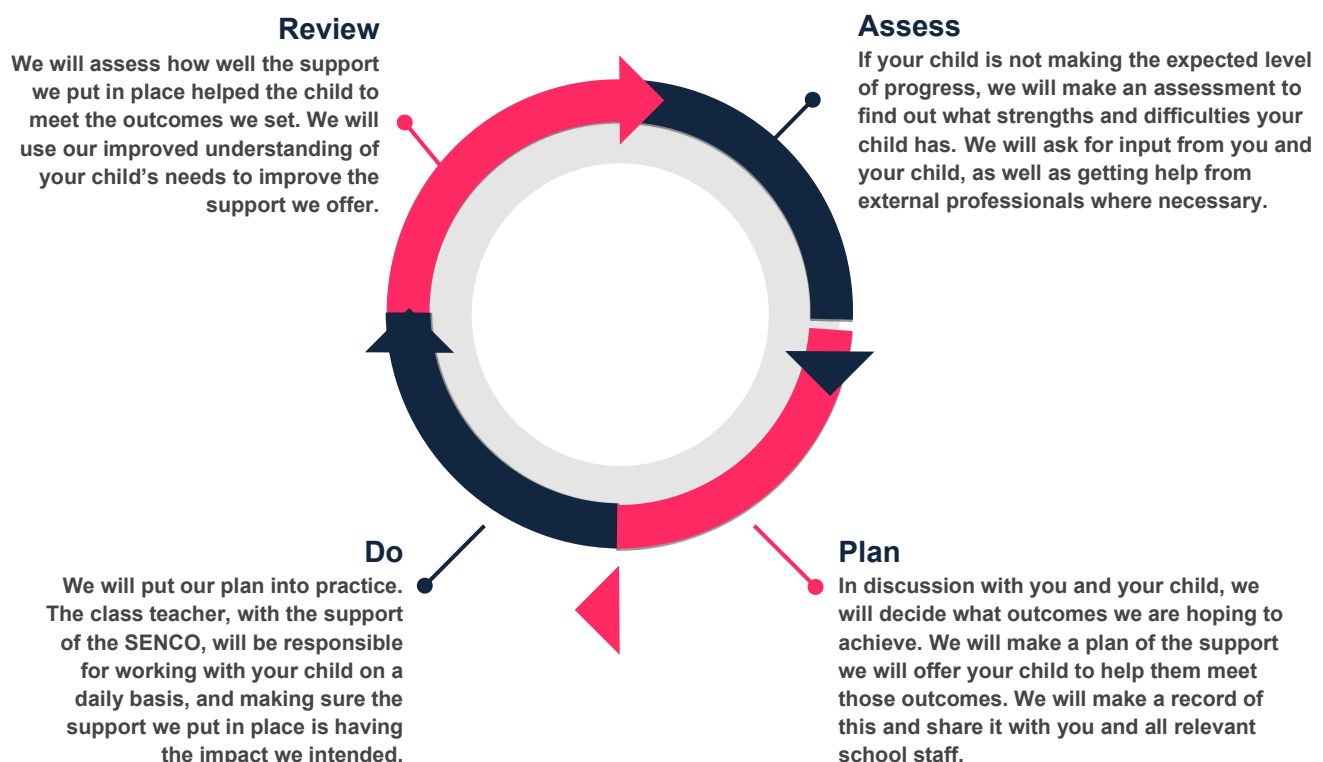 Review
We will assess how well the support
we put in place helped the child to
meet the outcomes we set. We will
use our improved understanding of
your child’s needs to improve the
support we offer.
Assess
If your child is not making the expected level
of progress, we will make an assessment to
find out what strengths and difficulties your
child has. We will ask for input from you and
your child, as well as getting help from
external professionals where necessary.
Do
We will put our plan into practice.
The class teacher, with the support
of the SENCO, will be responsible
for working with your child on a
daily basis, and making sure the
support we put in place is having
the impact we intended.
Plan
In discussion with you and your child, we
will decide what outcomes we are hoping to
achieve. We will make a plan of the support
we will offer your child to help them meet
those outcomes. We will make a record of
this and share it with you and all relevant
school staff.